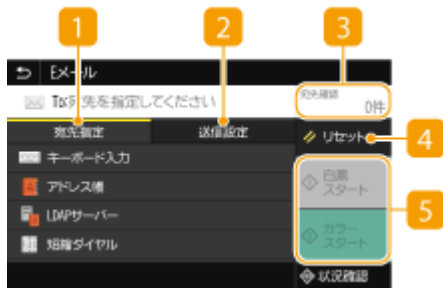 1
2
3
Eメール
To:宛先を指定してください
宛先確認
0件
宛先指定
送信設定
リセット
4
キーボード入力
アドレス帳
LDAPサーバー
短縮ダイヤル
白黒
スタート
カラー
スタート
5
状況確認